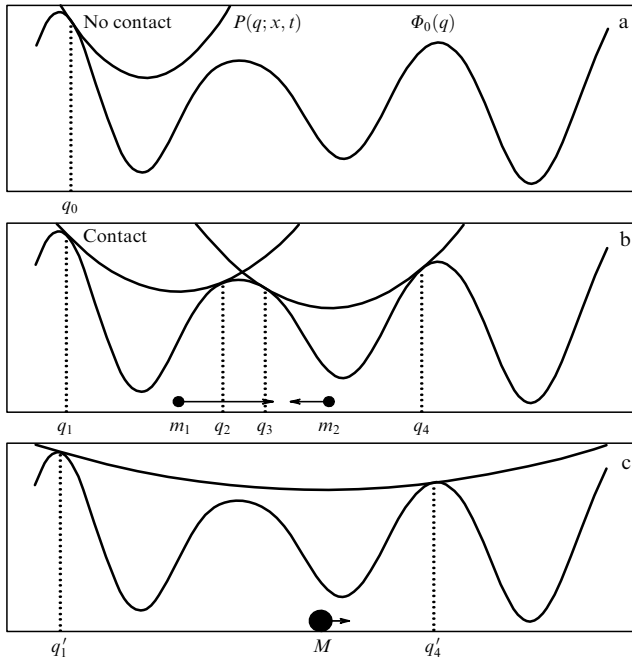 No contact P(q; x, t) Φ₀(q) a
q₀
Contact b
q₁ m₁ q₂ q₃ m₂ q₄
c
q′₁ M q′₄